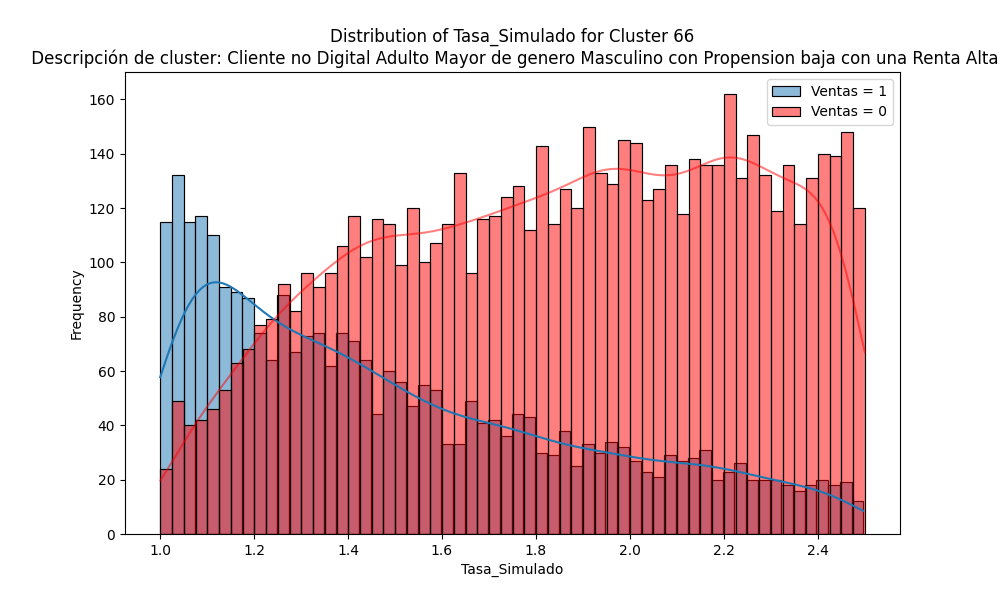 Distribution of Tasa_Simulado for Cluster 66
Descripción de cluster: Cliente no Digital Adulto Mayor de genero Masculino con Propension baja con una Renta Alta
Ventas = 1
Ventas = 0
Frequency
160
140
120
100
80
60
40
20
0
1.0 1.2 1.4 1.6 1.8 2.0 2.2 2.4
Tasa_Simulado